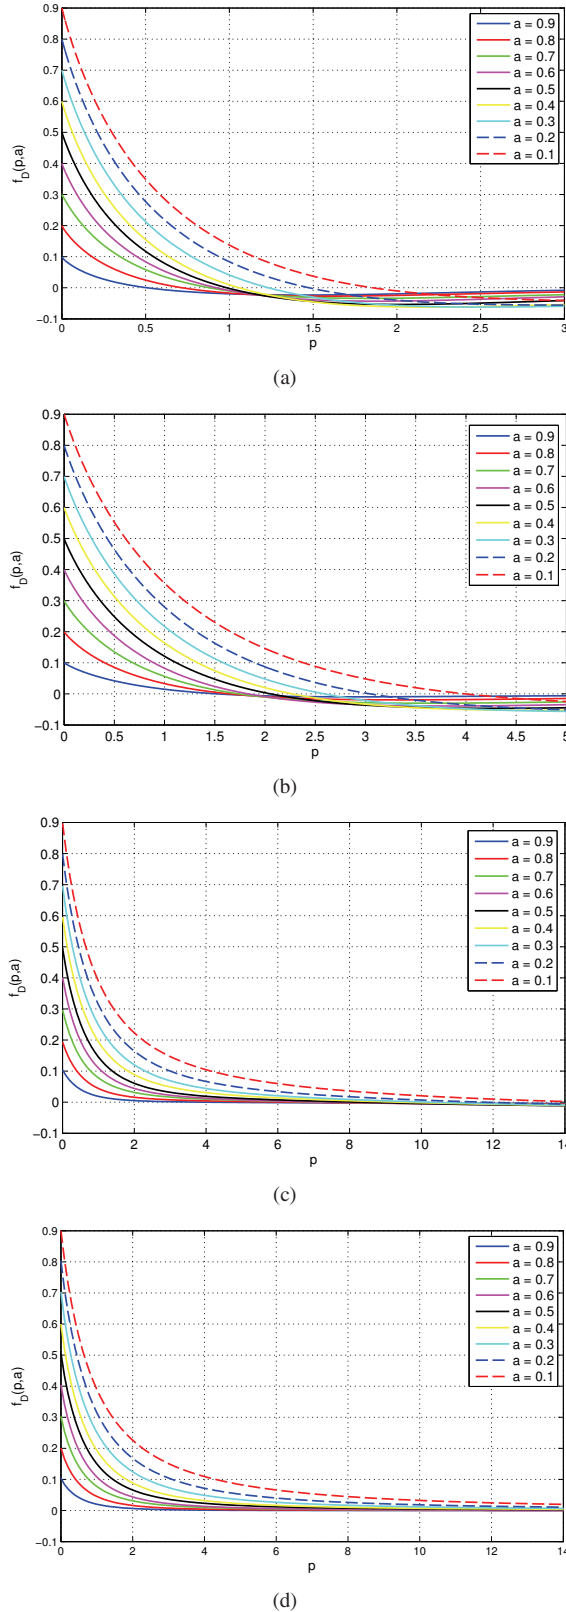 0.9
0.8
0.7
0.6
0.5
0.4
0.3
0.2
0.1
0
−0.1
f_D(p,a)
0 0.5 1 1.5 2 2.5 3
p
a = 0.9
a = 0.8
a = 0.7
a = 0.6
a = 0.5
a = 0.4
a = 0.3
a = 0.2
a = 0.1
(a)
0.9
0.8
0.7
0.6
0.5
0.4
0.3
0.2
0.1
0
−0.1
f_D(p,a)
0 0.5 1 1.5 2 2.5 3 3.5 4 4.5 5
p
a = 0.9
a = 0.8
a = 0.7
a = 0.6
a = 0.5
a = 0.4
a = 0.3
a = 0.2
a = 0.1
(b)
0.9
0.8
0.7
0.6
0.5
0.4
0.3
0.2
0.1
0
−0.1
f_D(p,a)
0 2 4 6 8 10 12 14
p
a = 0.9
a = 0.8
a = 0.7
a = 0.6
a = 0.5
a = 0.4
a = 0.3
a = 0.2
a = 0.1
(c)
0.9
0.8
0.7
0.6
0.5
0.4
0.3
0.2
0.1
0
−0.1
f_D(p,a)
0 2 4 6 8 10 12 14
p
a = 0.9
a = 0.8
a = 0.7
a = 0.6
a = 0.5
a = 0.4
a = 0.3
a = 0.2
a = 0.1
(d)